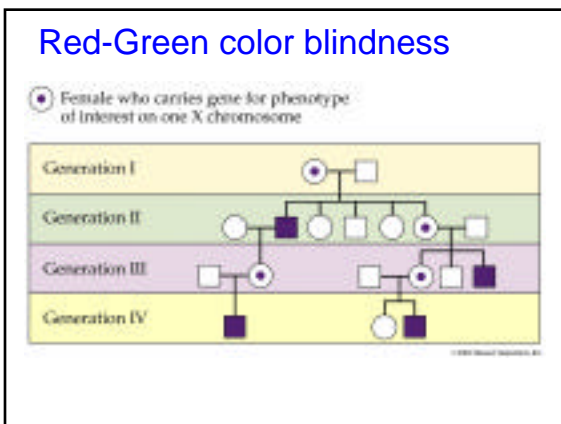 Red-Green color blindness
Female who carries gene for phenotype
of interest on one X chromosome
Generation I
Generation II
Generation III
Generation IV